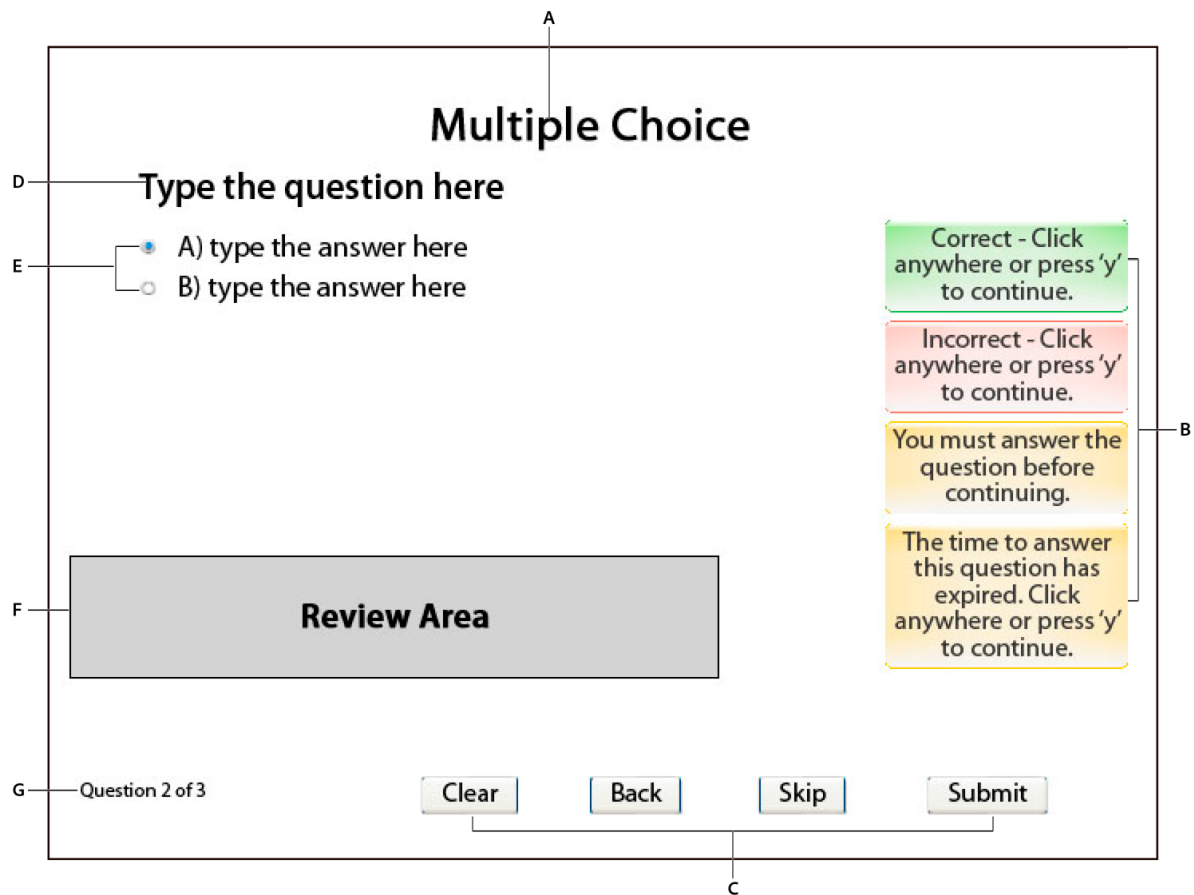 A
Multiple Choice
D
Type the question here
E
A) type the answer here
B) type the answer here
Correct - Click
anywhere or press ‘y’
to continue.
Incorrect - Click
anywhere or press ‘y’
to continue.
B
You must answer the
question before
continuing.
The time to answer
this question has
expired. Click
anywhere or press ‘y’
to continue.
F
Review Area
G
Question 2 of 3
Clear
Back
Skip
Submit
C